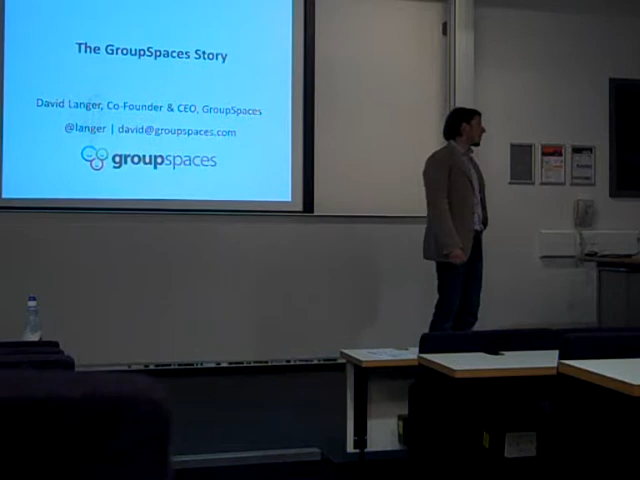 The GroupSpaces Story
David Langer, Co-Founder & CEO, GroupSpaces
@langer | david@groupspaces.com
groupspaces